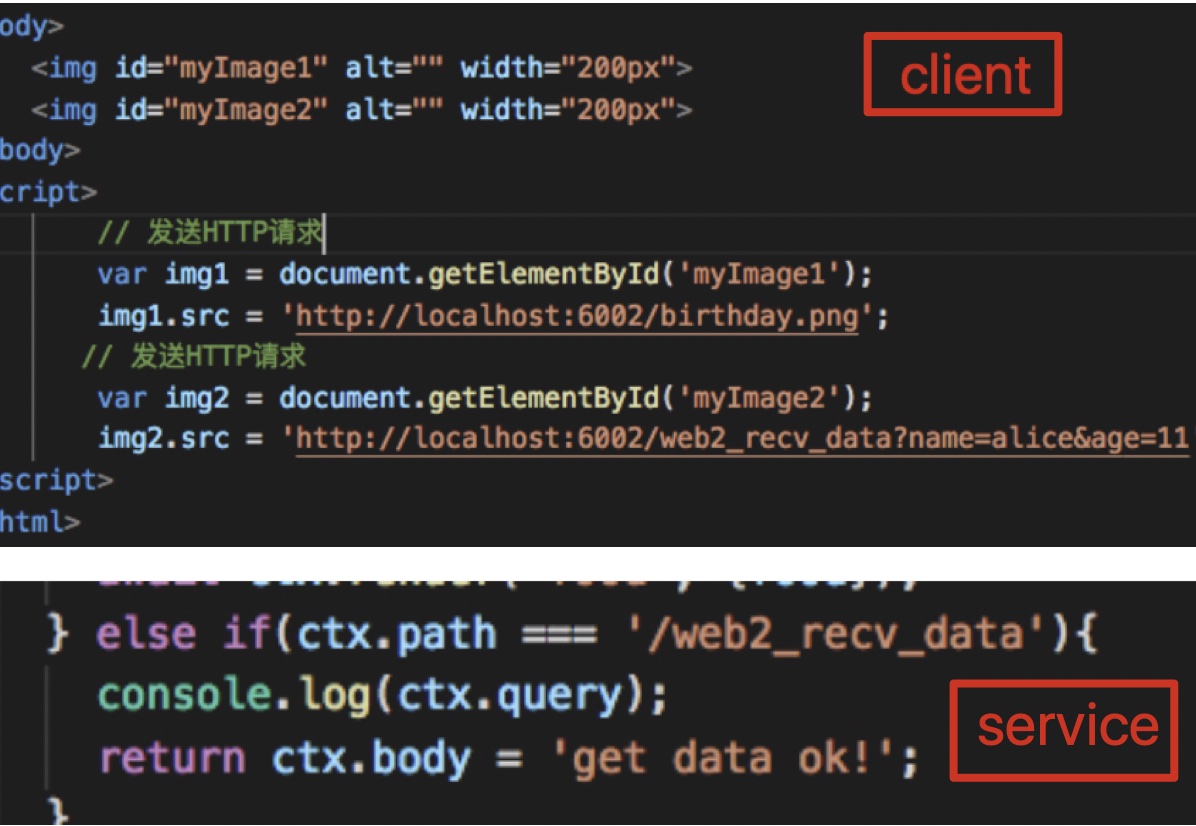 ody>
<img id="myImage1" alt="" width="200px">
client
<img id="myImage2" alt="" width="200px">
body>
cript>
// 发送HTTP请求
var img1 = document.getElementById('myImage1');
img1.src = 'http://localhost:6002/birthday.png';
// 发送HTTP请求
var img2 = document.getElementById('myImage2');
img2.src = 'http://localhost:6002/web2_recv_data?name=alice&age=11
script>
html>
} else if(ctx.path === '/web2_recv_data'){
console.log(ctx.query);
service
return ctx.body = 'get data ok!';
}